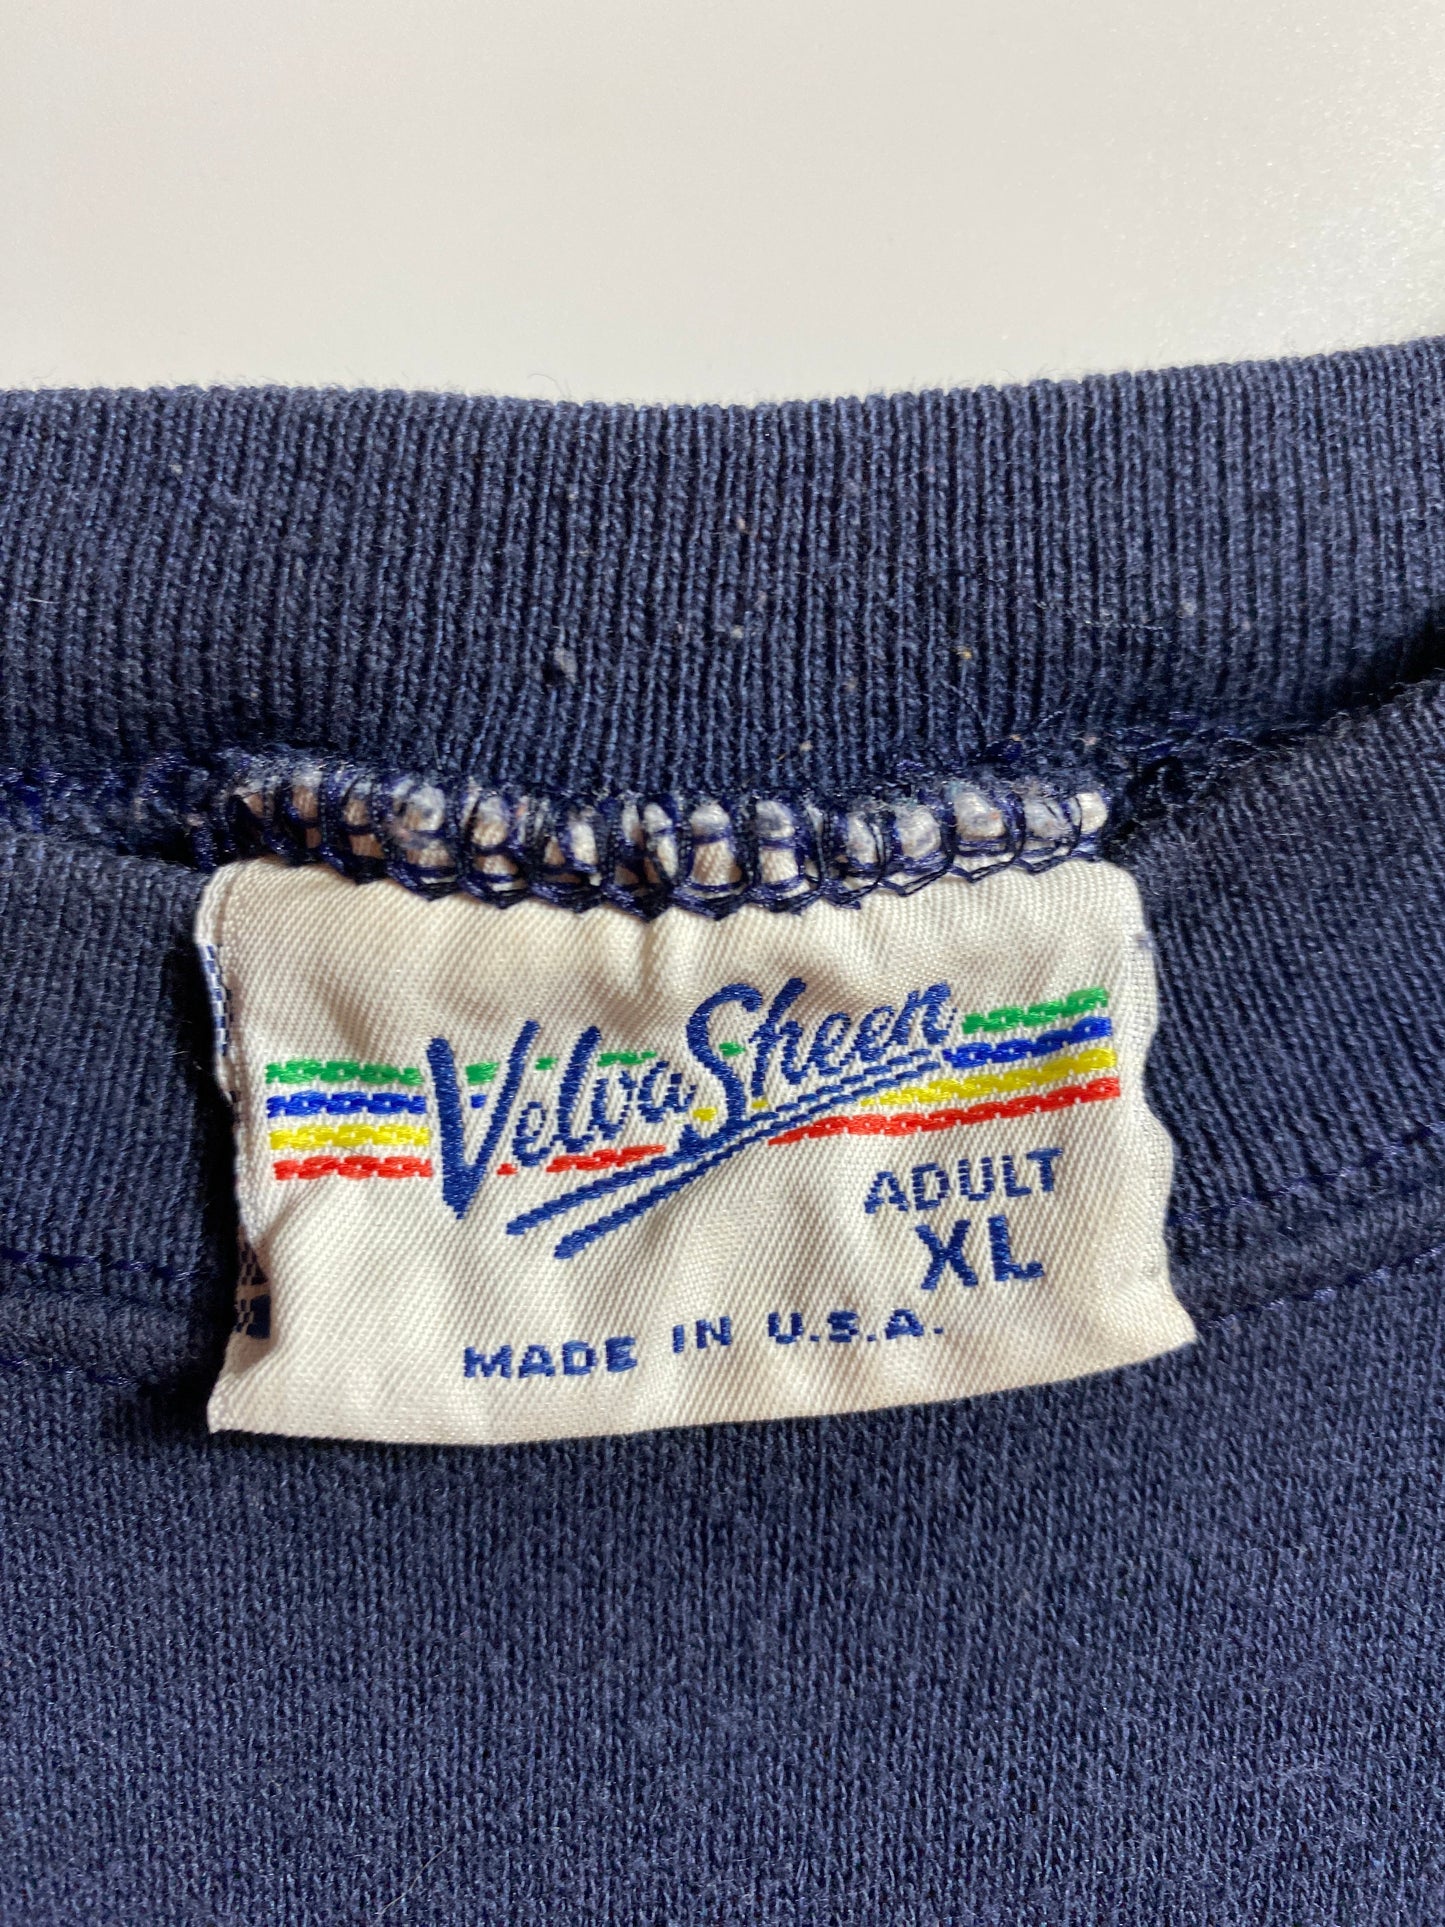 Velva Sheen
ADULT
XL
MADE IN U.S.A.